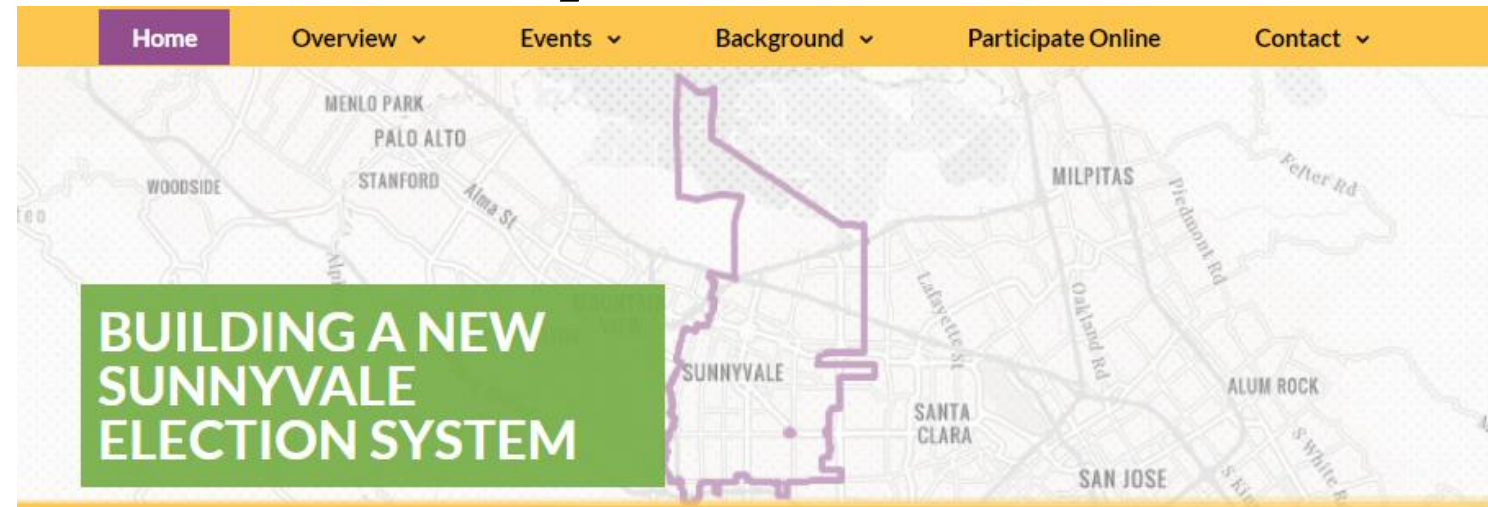 Home Overview Events Background Participate Online Contact
MENLO PARK
PALO ALTO
WOODSIDE
STANFORD
Alma St
MILPITAS
Felter Rd
Piedmont Rd
BUILDING A NEW
SUNNYVALE
ELECTION SYSTEM
SUNNYVALE
Lafayette St
Oakland Rd
ALUM ROCK
SANTA
CLARA
SAN JOSE